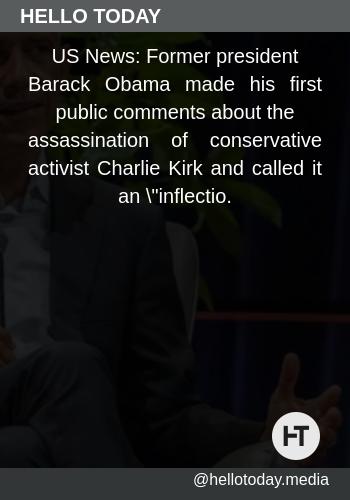 HELLO TODAY
US News: Former president
Barack Obama made his first
public comments about the
assassination of conservative
activist Charlie Kirk and called it
an \"inflectio.
HT
@hellotoday.media